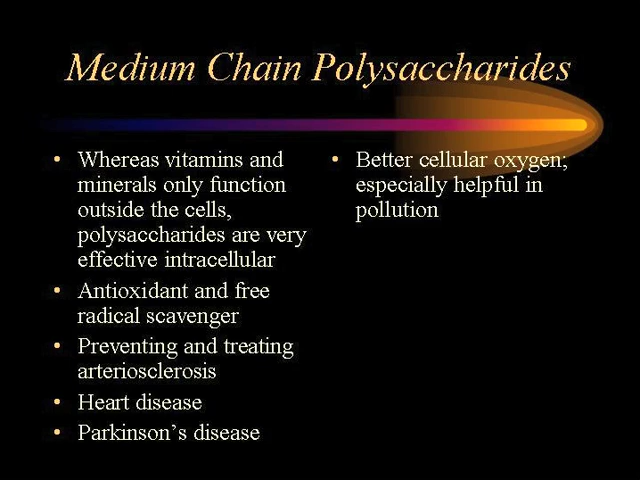 Medium Chain Polysaccharides
• Whereas vitamins and
minerals only function
outside the cells,
polysaccharides are very
effective intracellular
• Antioxidant and free
radical scavenger
• Preventing and treating
arteriosclerosis
• Heart disease
• Parkinson's disease
• Better cellular oxygen;
especially helpful in
pollution